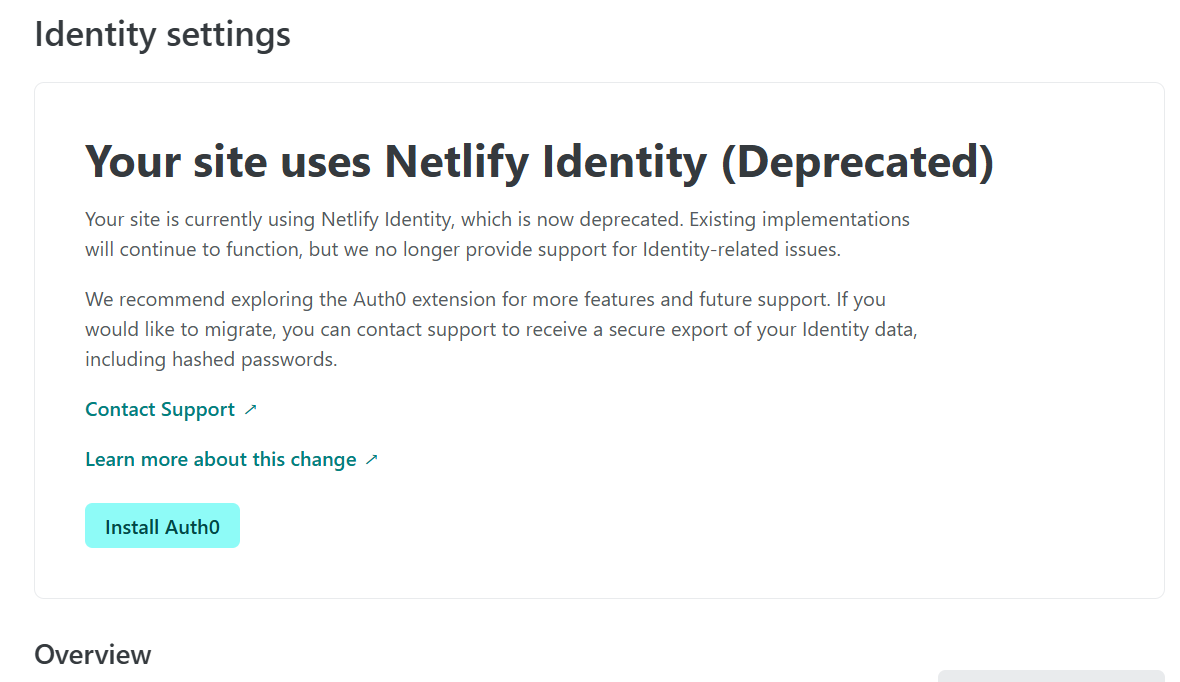 Identity settings
Your site uses Netlify Identity (Deprecated)
Your site is currently using Netlify Identity, which is now deprecated. Existing implementations
will continue to function, but we no longer provide support for Identity-related issues.
We recommend exploring the Auth0 extension for more features and future support. If you
would like to migrate, you can contact support to receive a secure export of your Identity data,
including hashed passwords.
Contact Support ↗
Learn more about this change ↗
Install Auth0
Overview